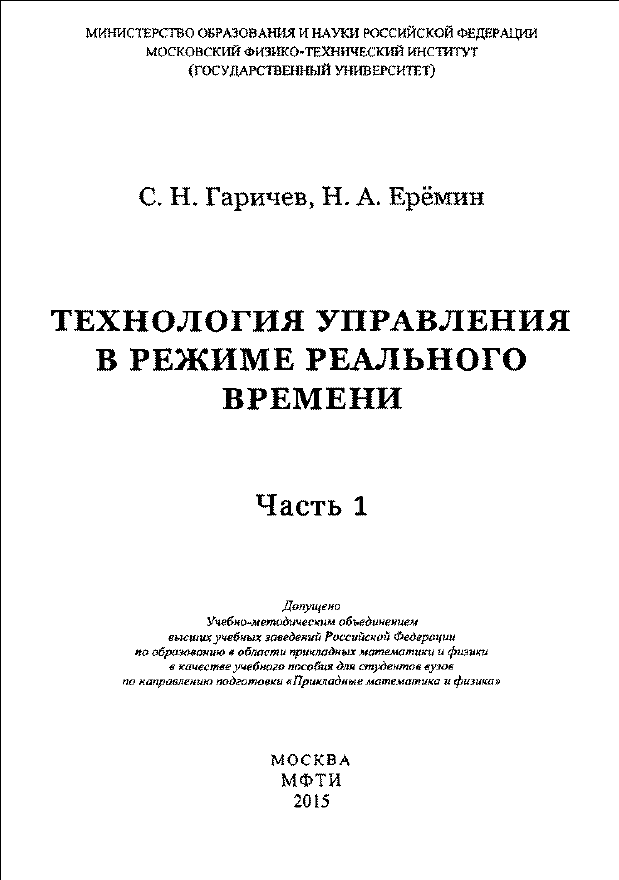 МИНИСТЕРСТВО ОБРАЗОВАНИЯ И НАУКИ РОССИЙСКОЙ ФЕДЕРАЦИИ
МОСКОВСКИЙ ФИЗИКО-ТЕХНИЧЕСКИЙ ИНСТИТУТ
(ГОСУДАРСТВЕННЫЙ УНИВЕРСИТЕТ)
С. Н. Гаричев, Н. А. Ерёмин
ТЕХНОЛОГИЯ УПРАВЛЕНИЯ
В РЕЖИМЕ РЕАЛЬНОГО
ВРЕМЕНИ
Часть 1
Допущено
Учебно-методическим объединением
высших учебных заведений Российской Федерации
по образованию в области прикладных математики и физики
в качестве учебного пособия для студентов вузов
по направлению подготовки «Прикладные математика и физика»
МОСКВА
МФТИ
2015